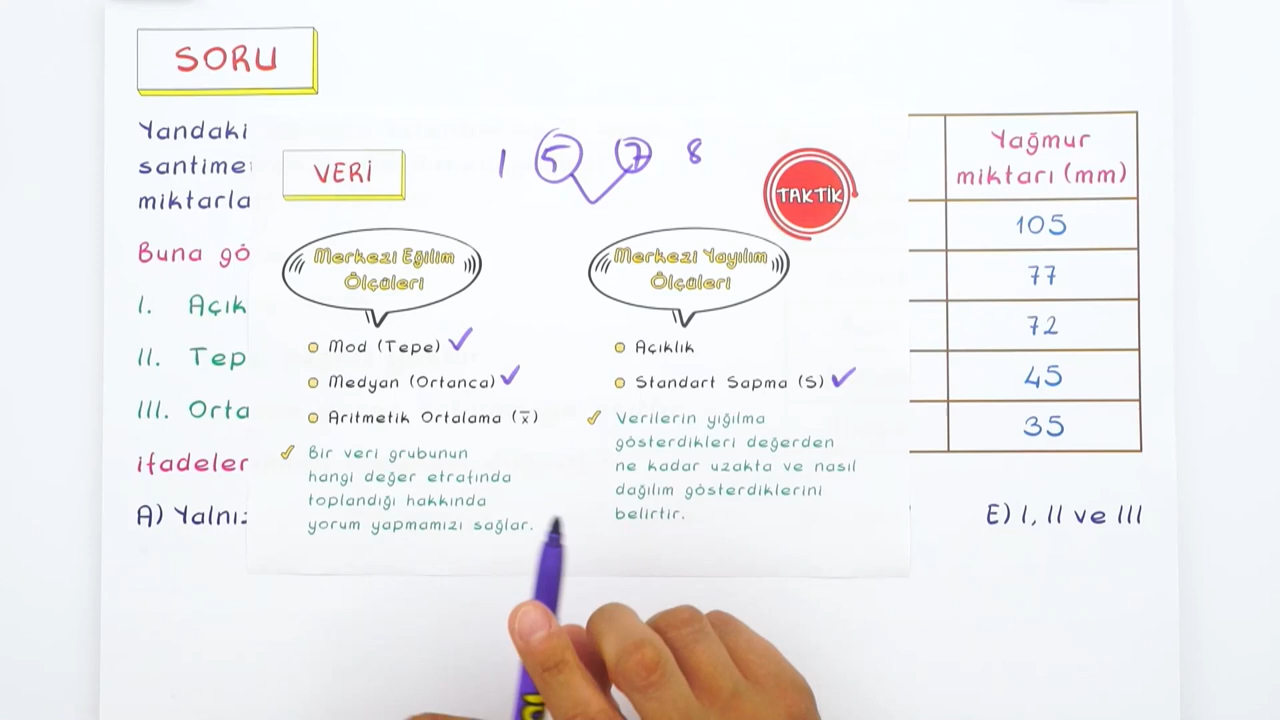 SORU
Yandaki
santime
miktarla
Buna gö
I. Açık
II. Tep
III. Orta
ifadeler
A) Yalnız
VERİ
1 5 7 8
TAKTİK
Merkezi Eğilim
Ölçüleri
Mod (Tepe)
Medyan (Ortanca)
Aritmetik Ortalama (x̄)
Bir veri grubunun
hangi değer etrafında
toplandığı hakkında
yorum yapmamızı sağlar.
Merkezi Yayılım
Ölçüleri
Açıklık
Standart Sapma (S)
Verilerin yığılma
gösterdikleri değerden
ne kadar uzakta ve nasıl
dağılım gösterdiklerini
belirtir.
Yağmur
miktarı (mm)
105
77
72
45
35
E) I, II ve III